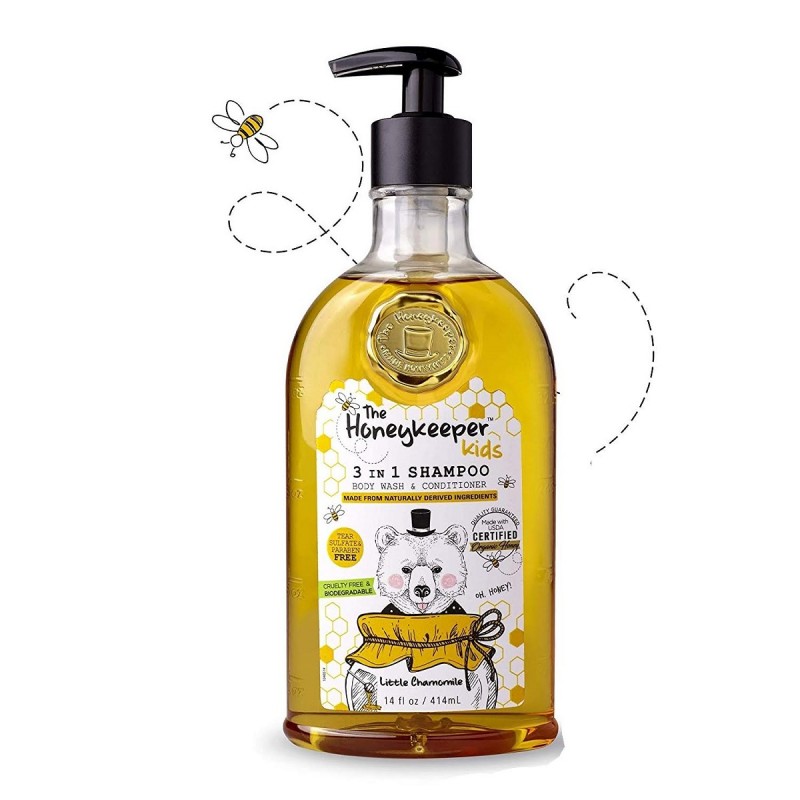 The Honeykeeper
The
Honeykeeper™
Kids
3 IN 1 SHAMPOO
BODY WASH & CONDITIONER
MADE FROM NATURALLY DERIVED INGREDIENTS
TEAR
SULFATE &
PARABEN
FREE
QUALITY GUARANTEED
Made with
USDA
CERTIFIED
Organic Honey
CRUELTY FREE &
BIODEGRADABLE
OH, HONEY!
Little Chamomile
14 fl oz / 414mL